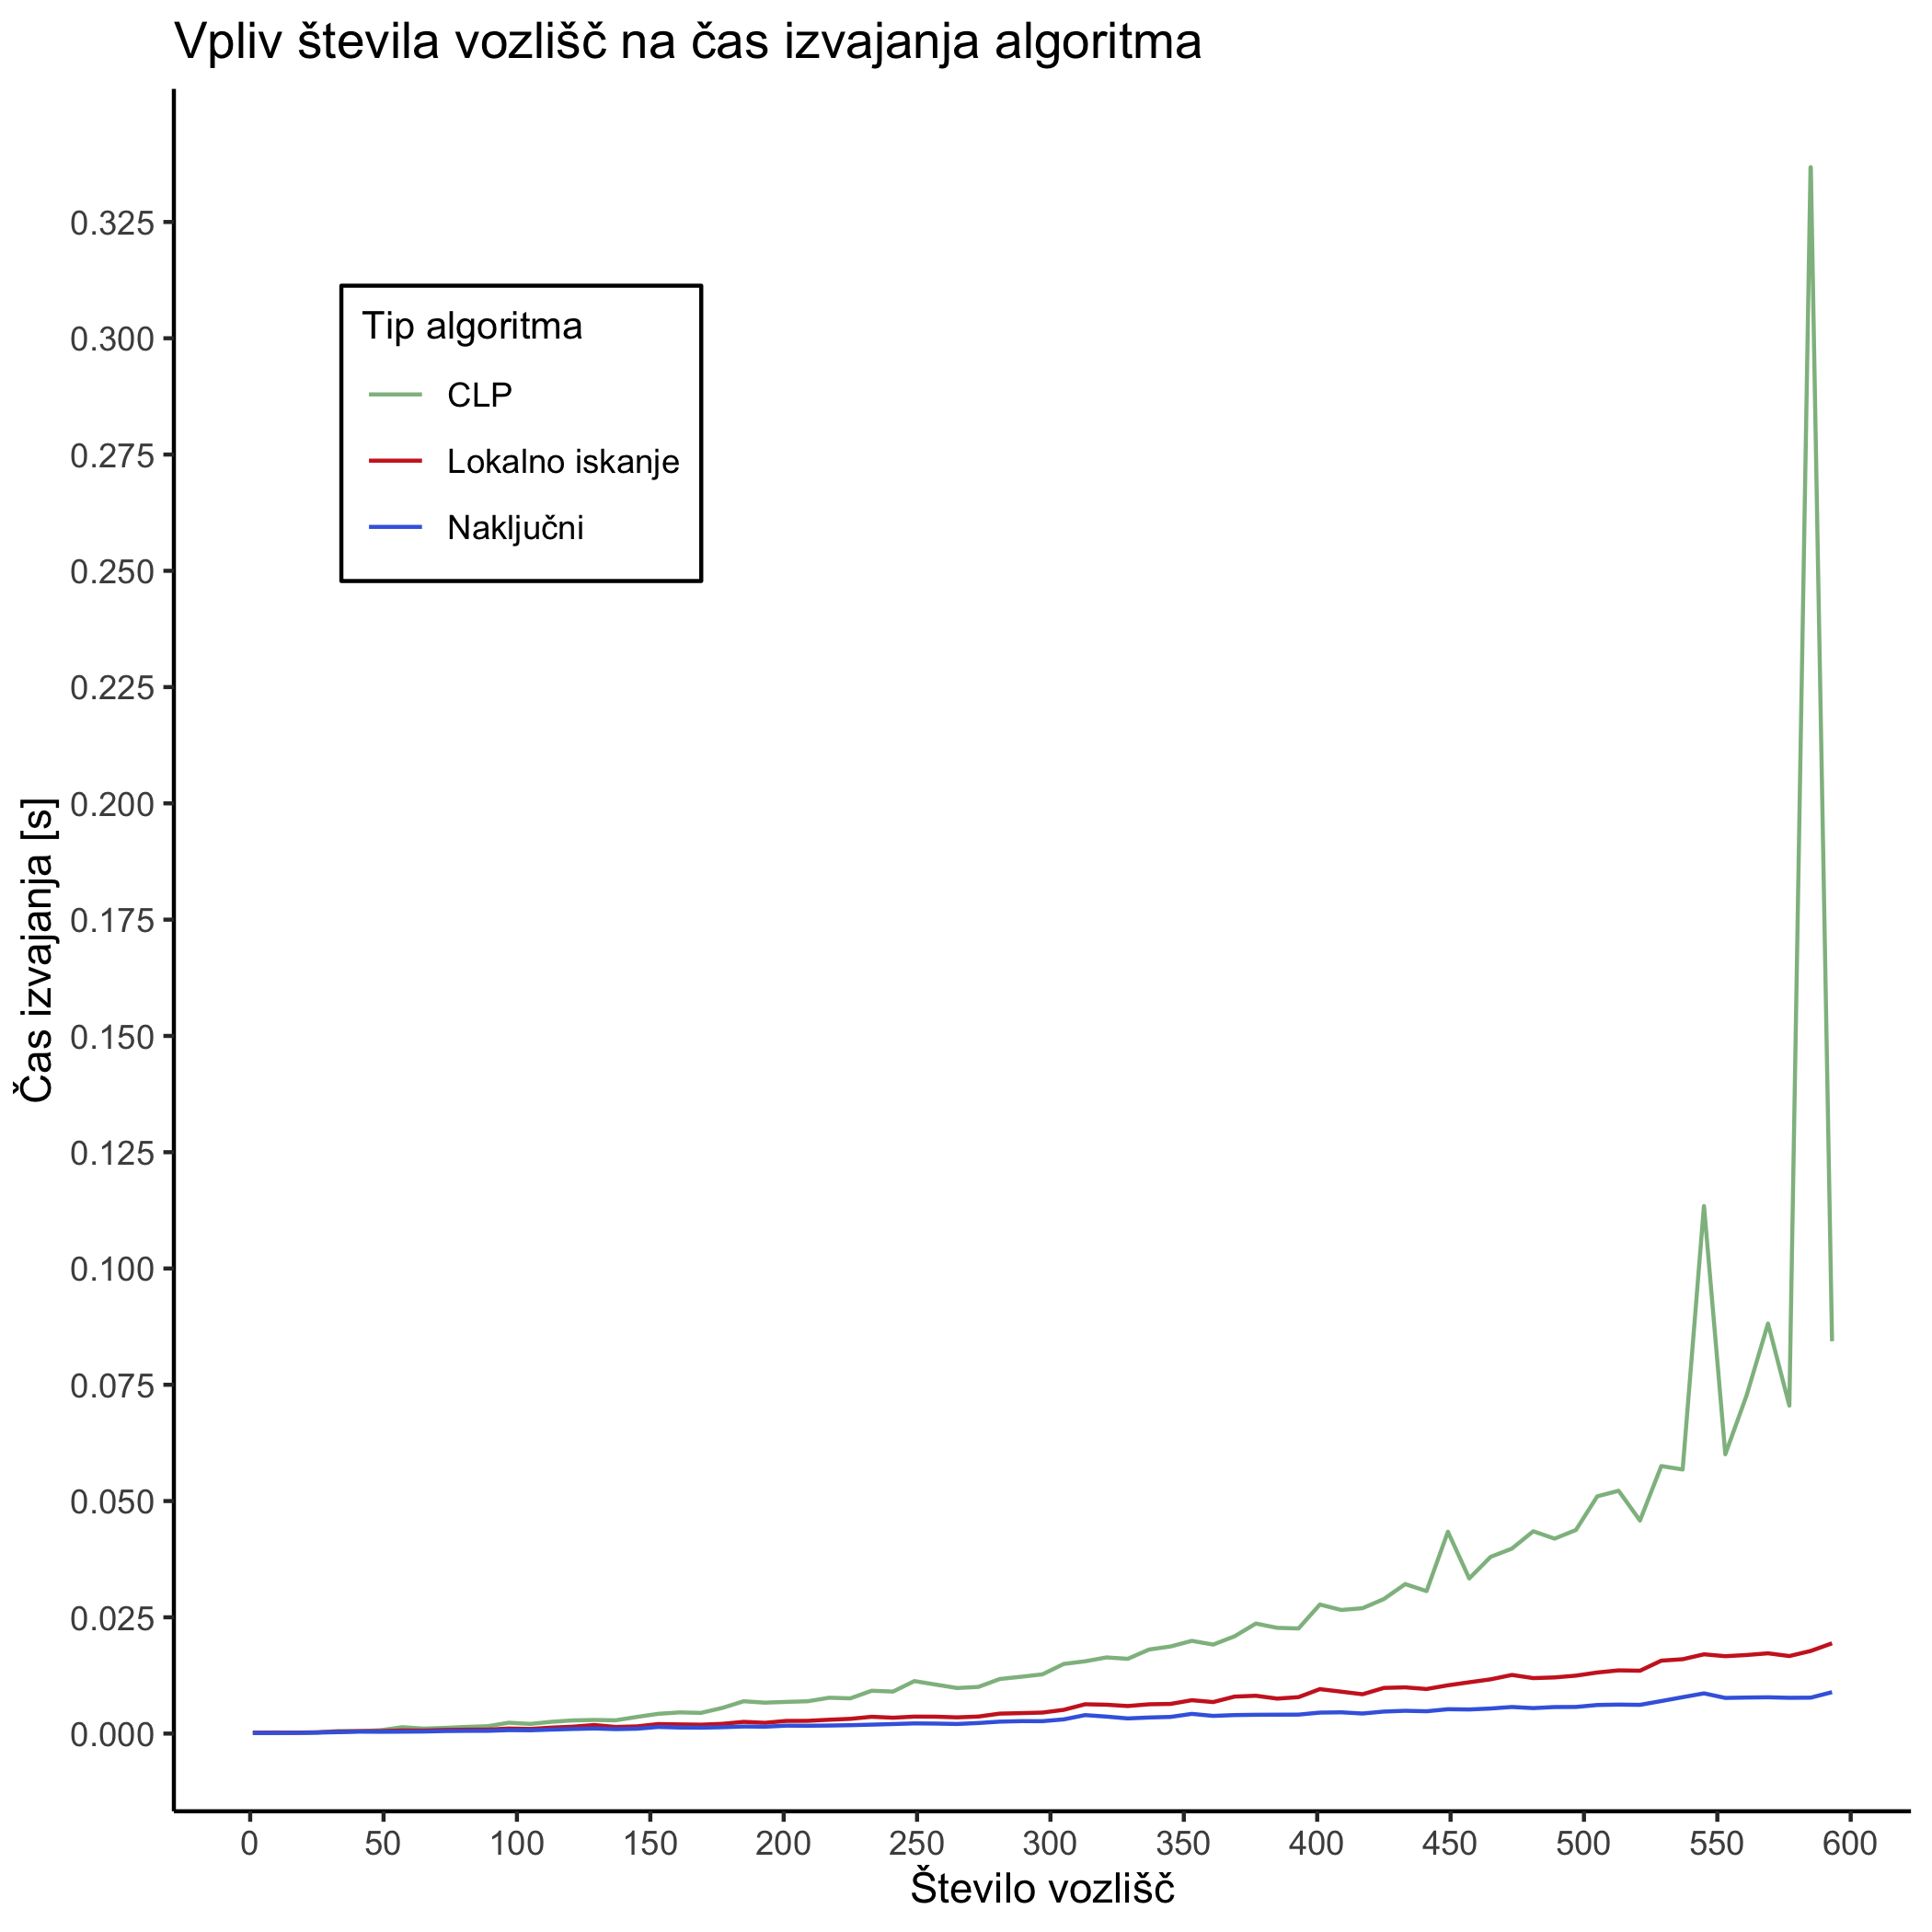 Vpliv števila vozlišč na čas izvajanja algoritma
Čas izvajanja [s]
0.325
0.300
0.275
0.250
0.225
0.200
0.175
0.150
0.125
0.100
0.075
0.050
0.025
0.000
Tip algoritma
CLP
Lokalno iskanje
Naključni
0 50 100 150 200 250 300 350 400 450 500 550 600
Število vozlišč